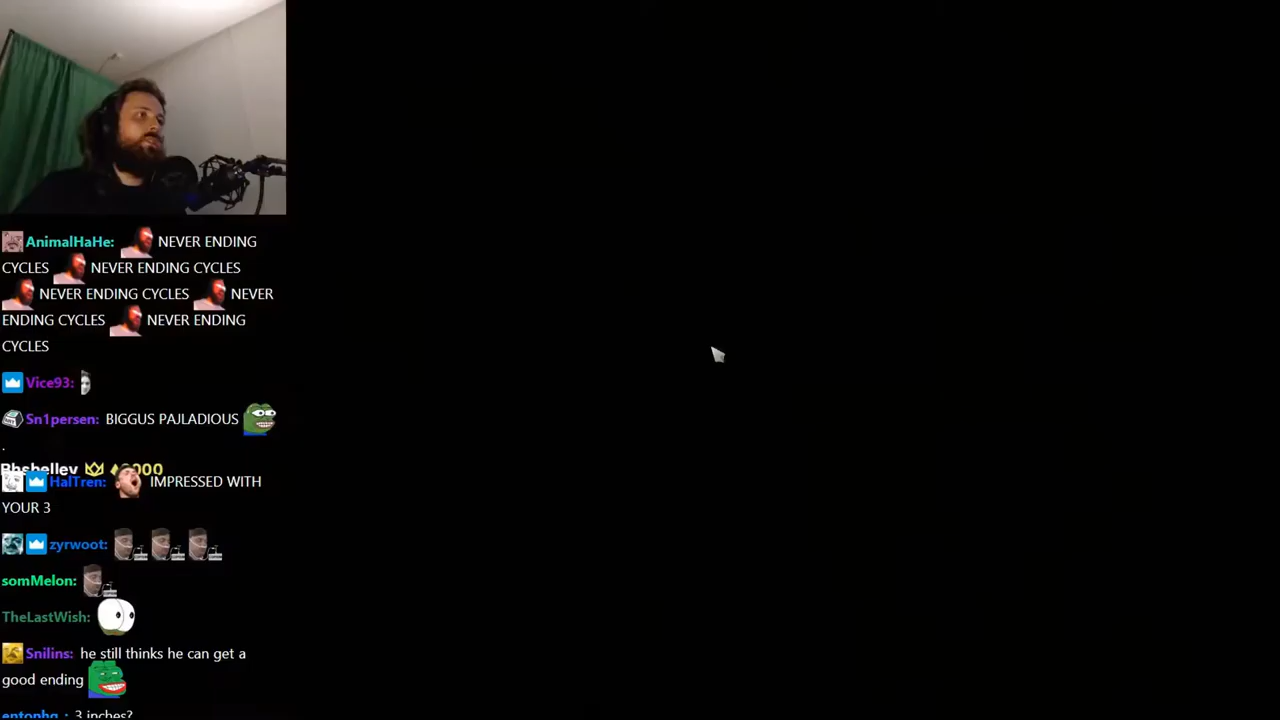 AnimalHaHe: NEVER ENDING
CYCLES NEVER ENDING CYCLES
NEVER ENDING CYCLES NEVER
ENDING CYCLES NEVER ENDING
CYCLES
Vice93:
Sn1persen: BIGGUS PAJLADIOUS
.
Bhshelley
HalTren: IMPRESSED WITH
YOUR 3
zyrwoot:
somMelon:
TheLastWish:
Snilins: he still thinks he can get a
good ending
3 inches?